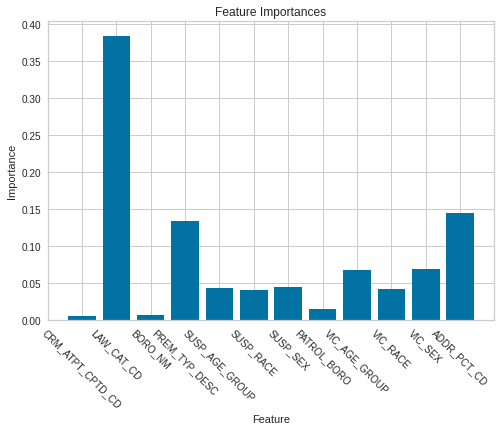 Feature Importances
0.40
0.35
0.30
0.25
0.20
0.15
0.10
0.05
0.00
Importance
CRM_ATPT_CPTD_CD
LAW_CAT_CD
BORO_NM
PREM_TYP_DESC
SUSP_AGE_GROUP
SUSP_RACE
SUSP_SEX
PATROL_BORO
VIC_AGE_GROUP
VIC_RACE
VIC_SEX
ADDR_PCT_CD
Feature